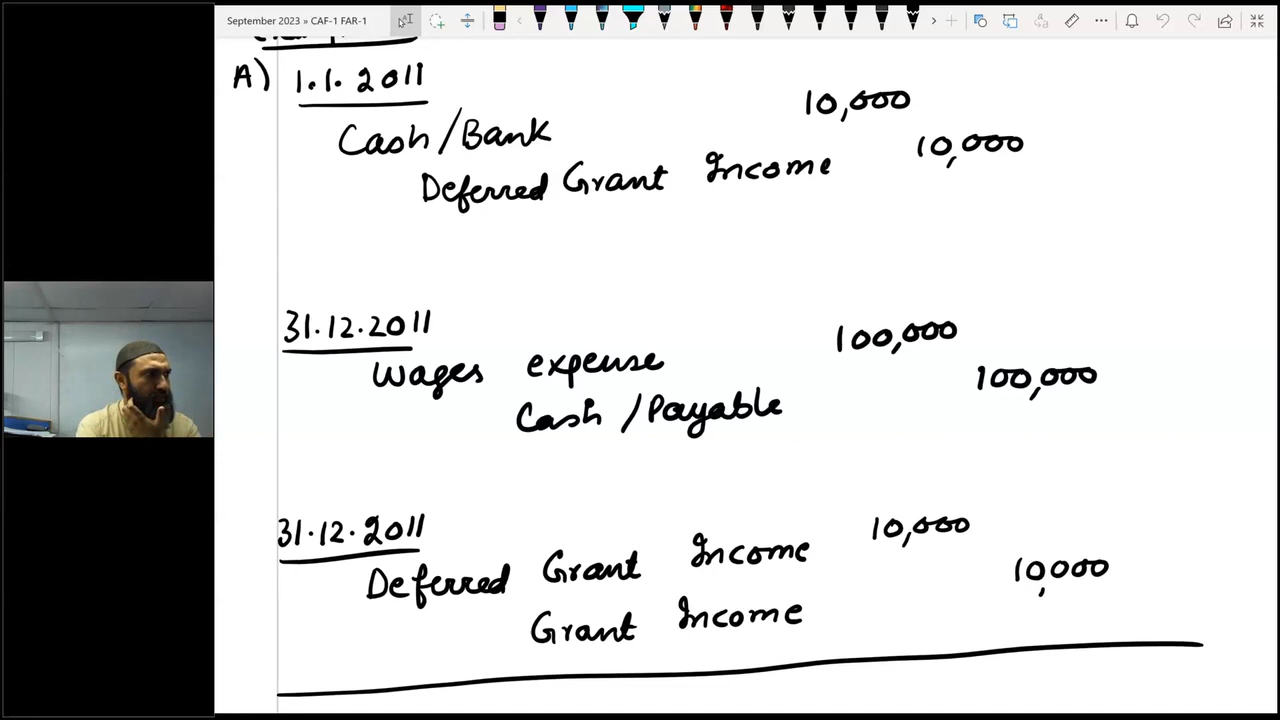 September 2023 » CAF-1 FAR-1
A) 1.1.2011
Cash/Bank 10,000
Deferred Grant Income 10,000
31.12.2011
Wages expense 100,000
Cash/Payable 100,000
31.12.2011
Deferred Grant Income 10,000
Grant Income 10,000